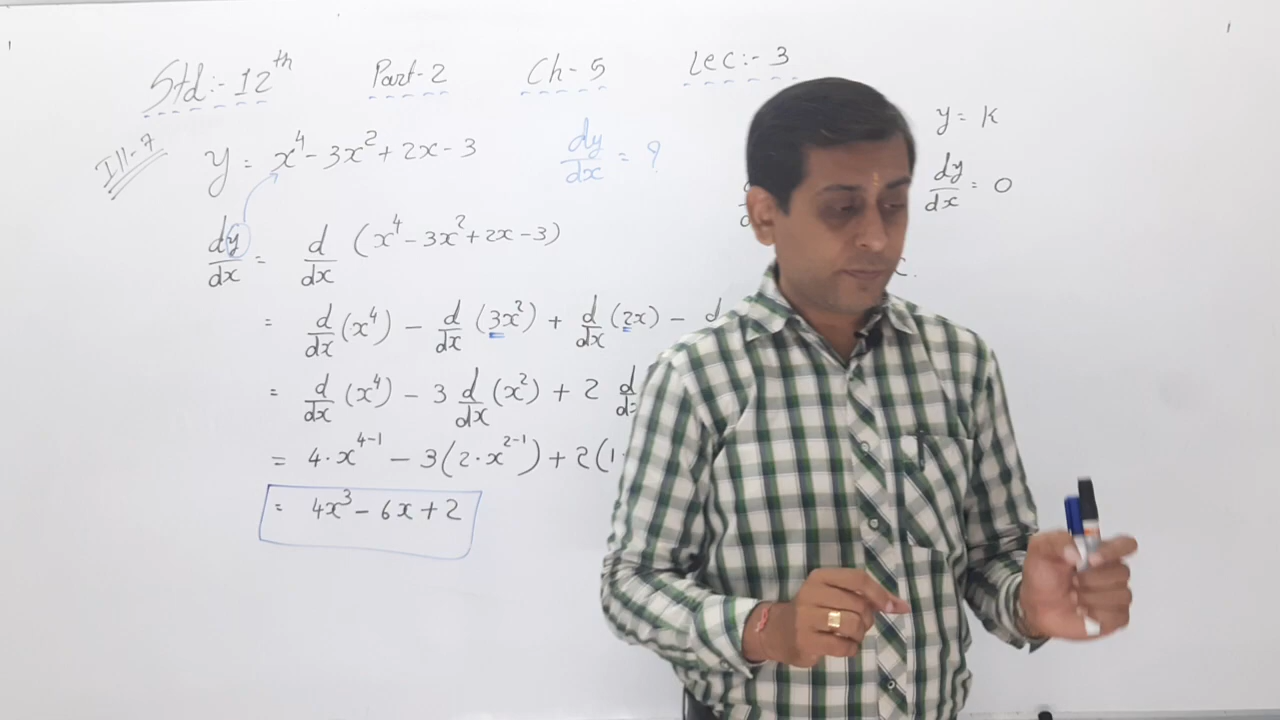 Std:- 12th Part-2 Ch-5 Lec:- 3
Ill-7
y = x⁴ - 3x² + 2x - 3 dy/dx = ?
dy/dx = d/dx (x⁴ - 3x² + 2x - 3)
= d/dx (x⁴) - d/dx (3x²) + d/dx (2x) - d
= d/dx (x⁴) - 3 d/dx (x²) + 2 d/dx
= 4·x⁴⁻¹ - 3(2·x²⁻¹) + 2(1
= 4x³ - 6x + 2
y = K
dy/dx = 0